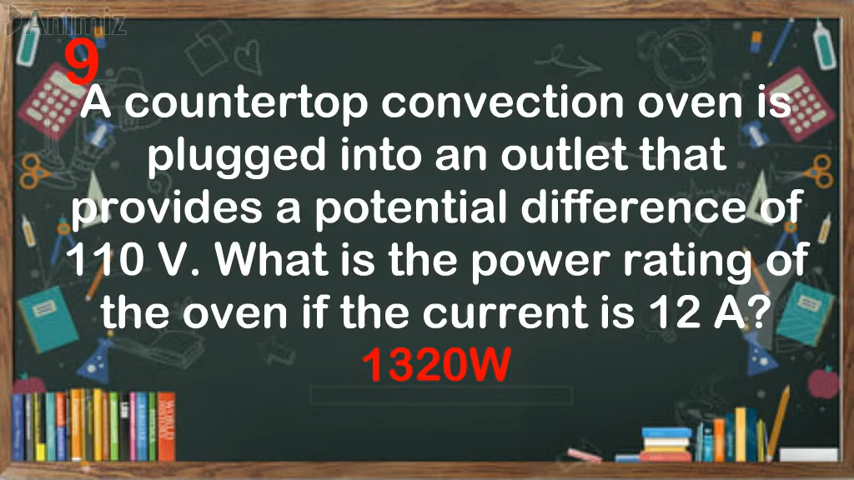 Animiz
9
A countertop convection oven is
plugged into an outlet that
provides a potential difference of
110 V. What is the power rating of
the oven if the current is 12 A?
1320W